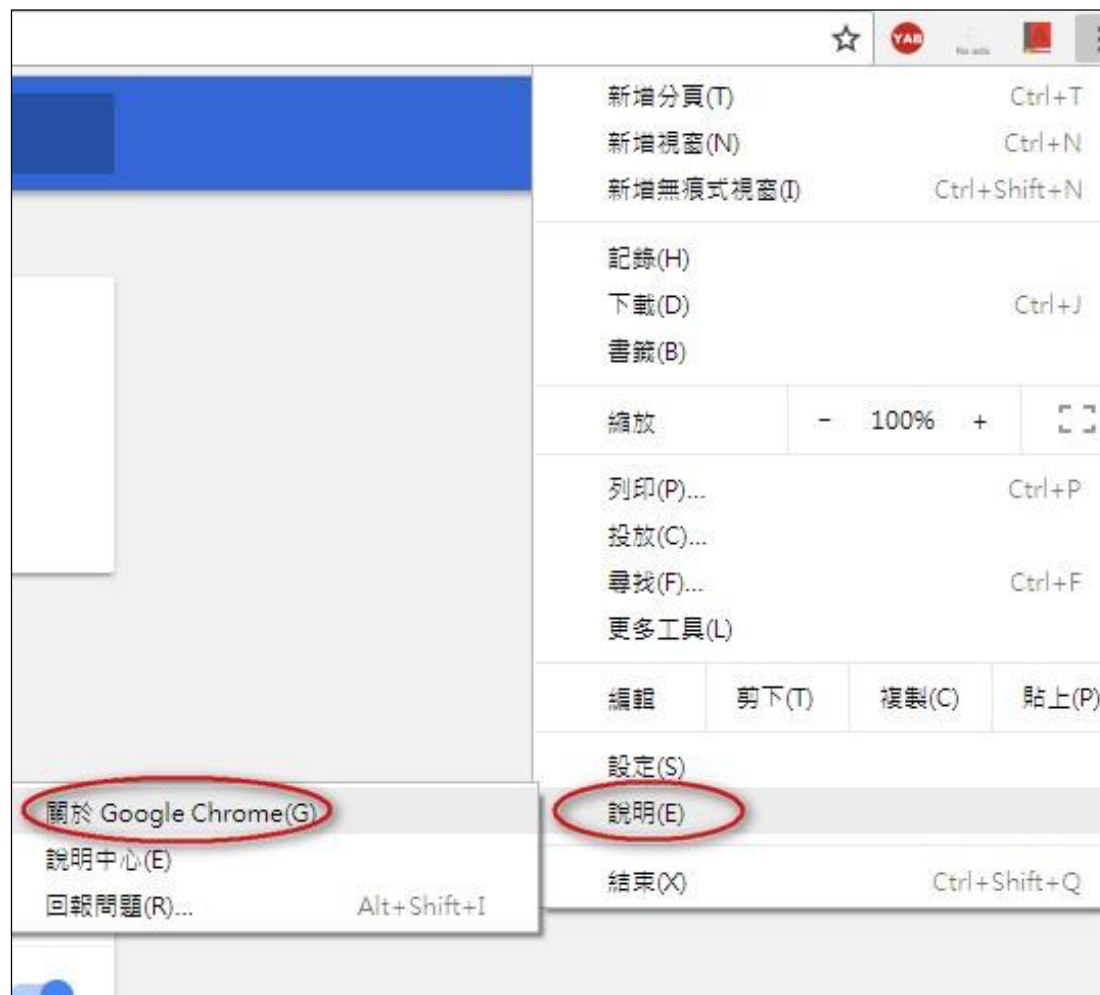 YAB
No ads
新增分頁(T) Ctrl+T
新增視窗(N) Ctrl+N
新增無痕式視窗(I) Ctrl+Shift+N
記錄(H)
下載(D) Ctrl+J
書籤(B)
縮放 - 100% +
列印(P)... Ctrl+P
投放(C)...
尋找(F)... Ctrl+F
更多工具(L)
編輯 剪下(T) 複製(C) 貼上(P)
設定(S)
說明(E)
結束(X) Ctrl+Shift+Q
關於 Google Chrome(G)
說明中心(E)
回報問題(R)... Alt+Shift+I